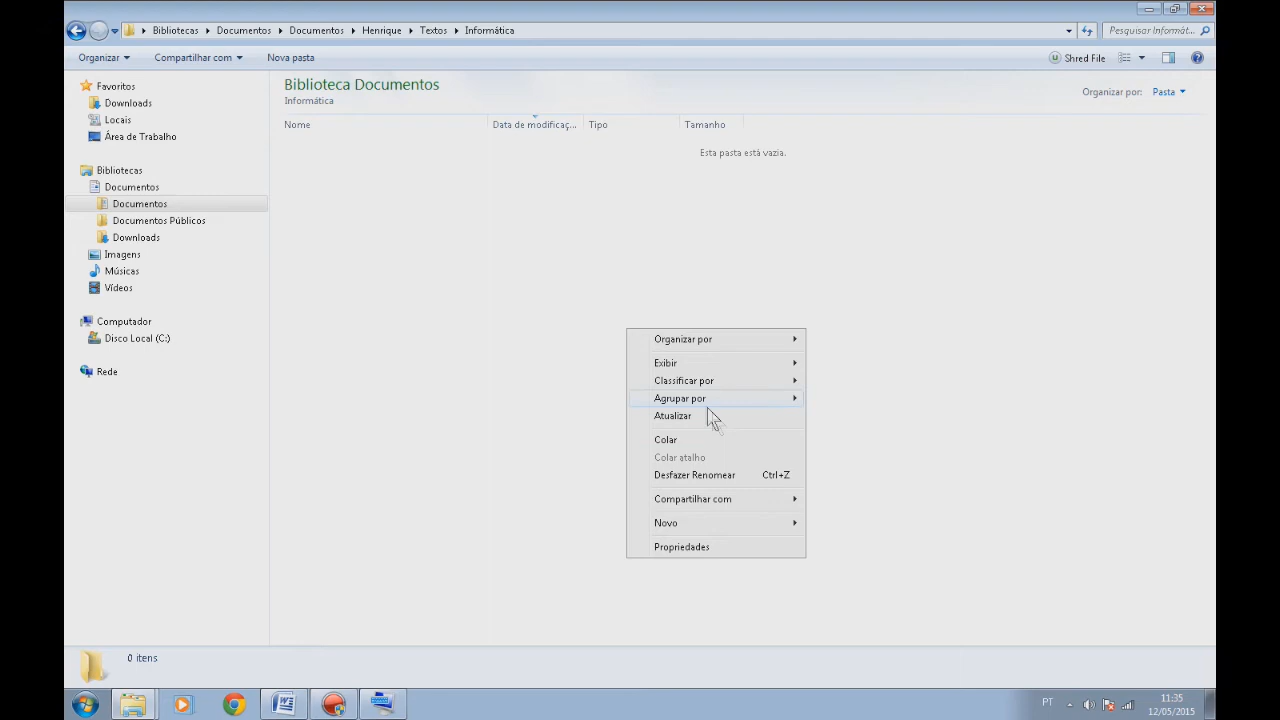 Bibliotecas Documentos Documentos Henrique Textos Informática
Pesquisar Informát...
Organizar Compartilhar com Nova pasta
Shred File
Favoritos
Downloads
Locais
Área de Trabalho
Bibliotecas
Documentos
Documentos
Documentos Públicos
Downloads
Imagens
Músicas
Vídeos
Computador
Disco Local (C:)
Rede
Biblioteca Documentos
Informática
Organizar por: Pasta
Nome Data de modificaç... Tipo Tamanho
Esta pasta está vazia.
Organizar por
Exibir
Classificar por
Agrupar por
Atualizar
Colar
Colar atalho
Desfazer Renomear Ctrl+Z
Compartilhar com
Novo
Propriedades
0 itens
PT
11:35
12/05/2015